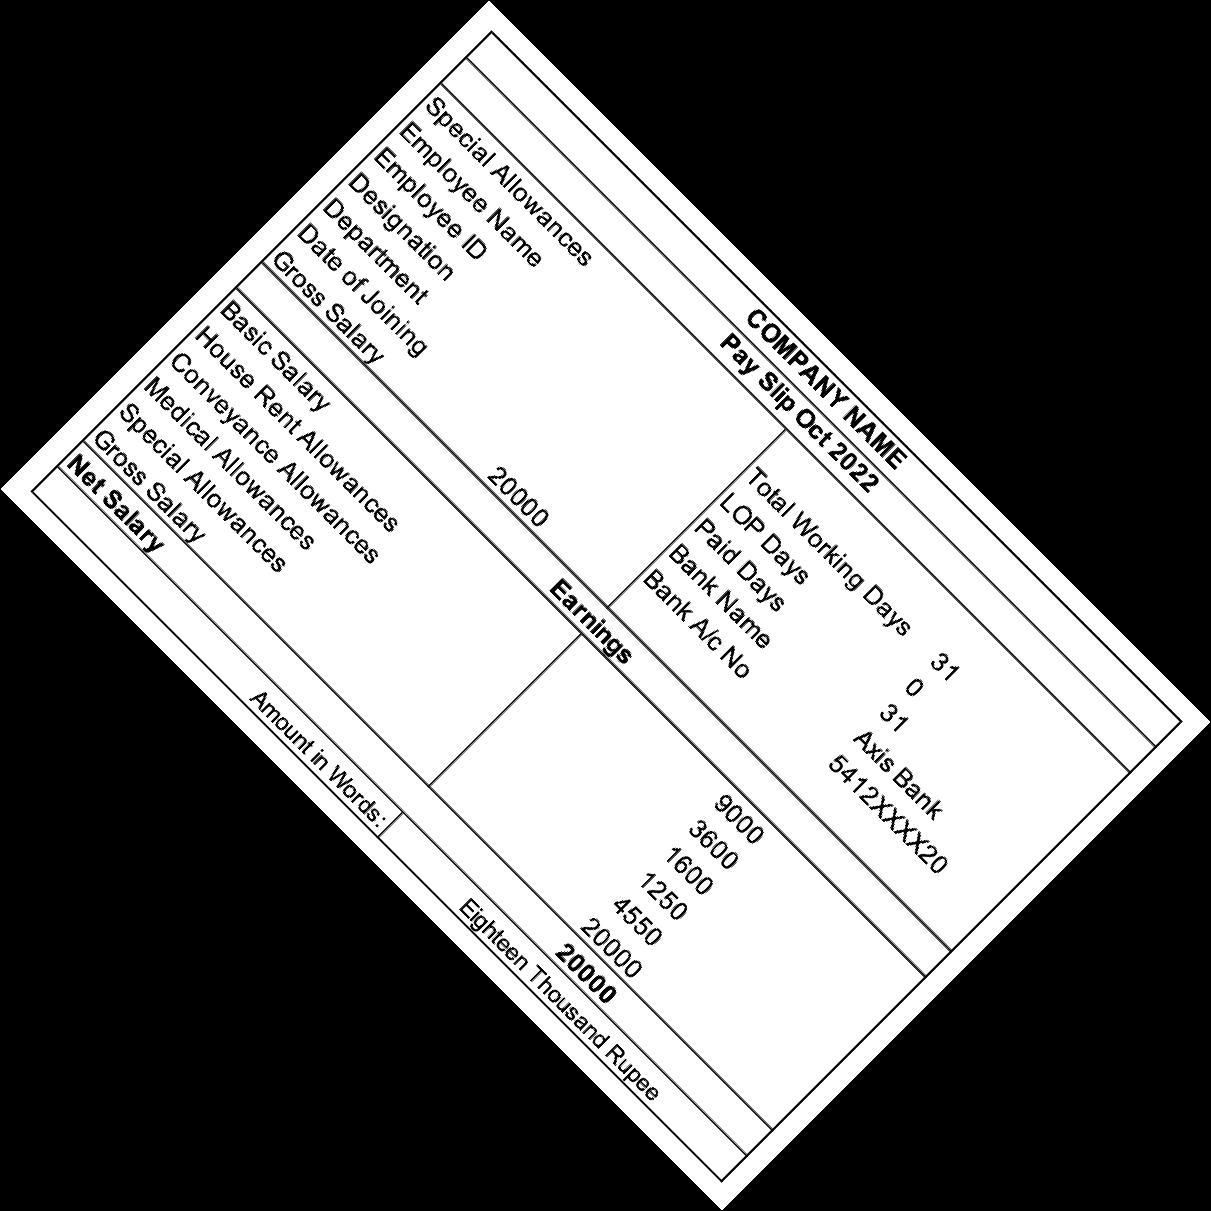 COMPANY NAME
Pay Slip Oct 2022
Special Allowances
Employee Name Total Working Days 31
Employee ID LOP Days 0
Designation Paid Days 31
Department Bank Name Axis Bank
Date of Joining Bank A/c No 5412XXXX20
Gross Salary 20000
Earnings
Basic Salary 9000
House Rent Allowances 3600
Conveyance Allowances 1600
Medical Allowances 1250
Special Allowances 4550
Gross Salary 20000
Net Salary 20000
Amount in Words: Eighteen Thousand Rupee